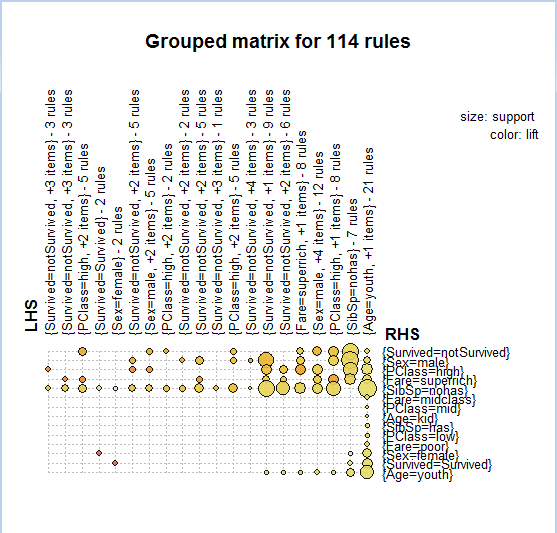 Grouped matrix for 114 rules
size: support
color: lift
{Survived=notSurvived, +3 items} - 3 rules
{Survived=notSurvived, +3 items} - 3 rules
{PClass=high, +2 items} - 5 rules
{Survived=Survived} - 2 rules
{Sex=female} - 2 rules
{Survived=notSurvived, +2 items} - 5 rules
{Sex=male, +2 items} - 5 rules
{PClass=high, +2 items} - 2 rules
{Survived=notSurvived, +2 items} - 2 rules
{Survived=notSurvived, +2 items} - 5 rules
{Survived=notSurvived, +3 items} - 1 rules
{PClass=high, +2 items} - 5 rules
{Survived=notSurvived, +4 items} - 3 rules
{Survived=notSurvived, +1 items} - 9 rules
{Survived=notSurvived, +2 items} - 6 rules
{Fare=superrich, +1 items} - 8 rules
{Sex=male, +4 items} - 12 rules
{PClass=high, +1 items} - 8 rules
{SibSp=nohas} - 7 rules
{Age=youth, +1 items} - 21 rules
LHS
RHS
{Survived=notSurvived}
{Sex=male}
{PClass=high}
{Fare=superrich}
{SibSp=nohas}
{Fare=midclass}
{PClass=mid}
{Age=kid}
{SibSp=has}
{PClass=low}
{Fare=poor}
{Sex=female}
{Survived=Survived}
{Age=youth}